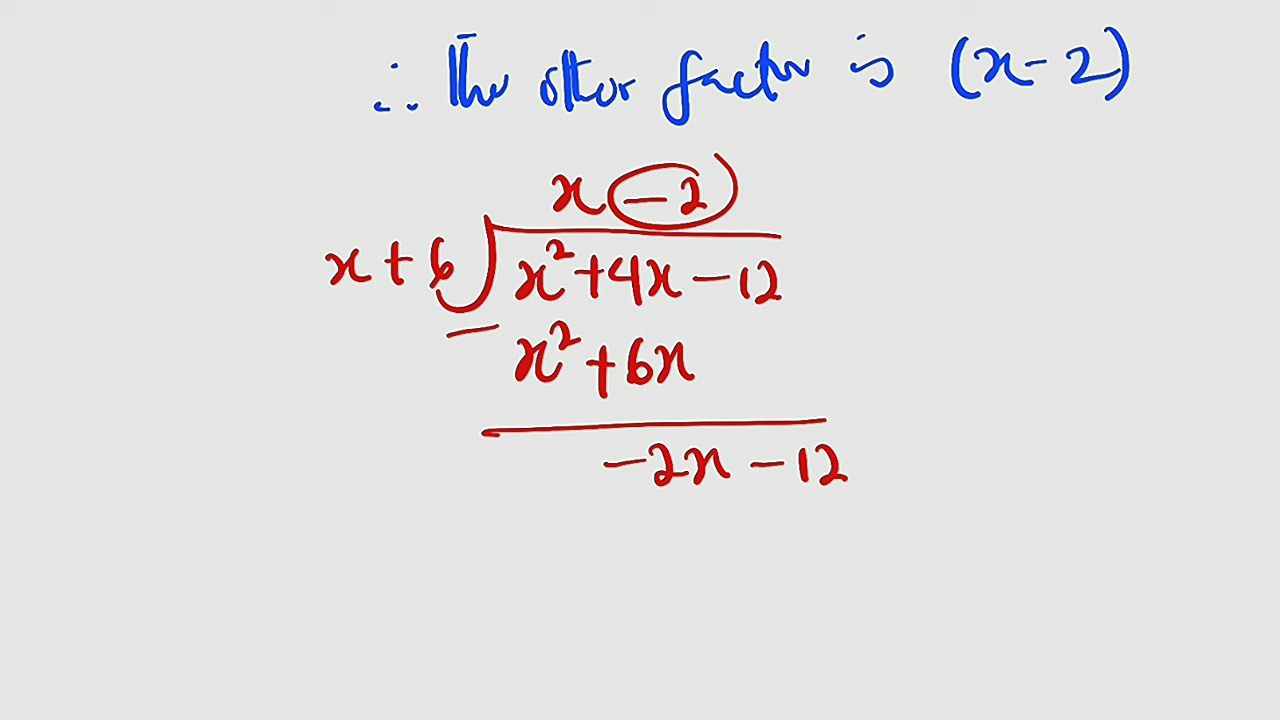 ∴ The other factor is (x-2)
x - 2
x + 6 ) x² + 4x - 12
- x² + 6x
-2x - 12